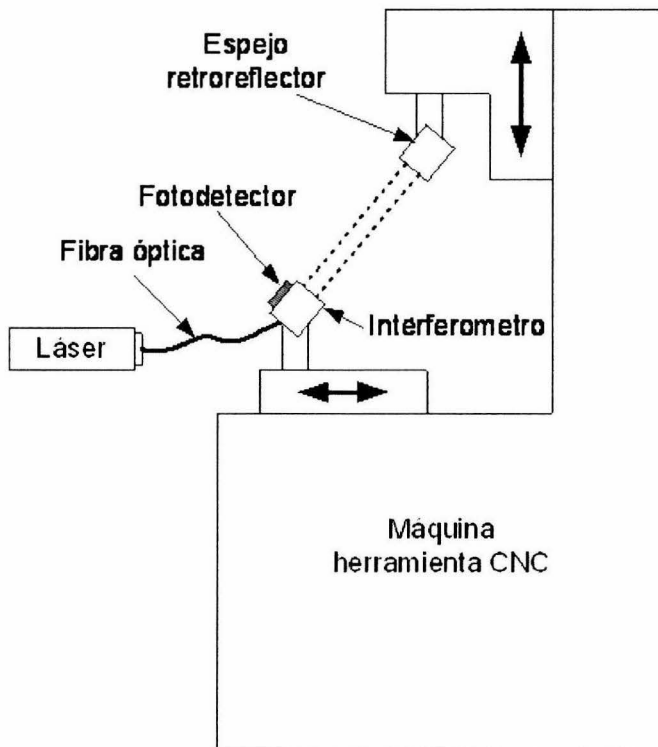 Espejo
retroreflector
Fotodetector
Fibra óptica
Láser
Interferometro
Máquina
herramienta CNC